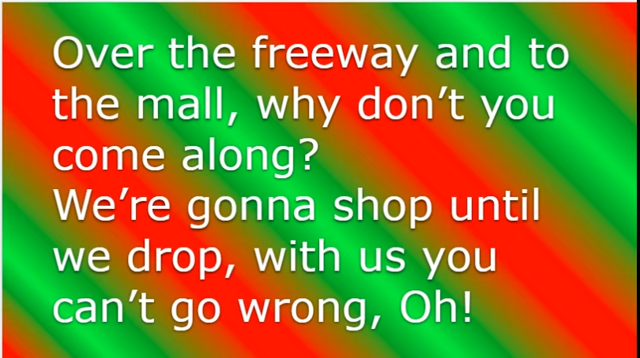 Over the freeway and to
the mall, why don’t you
come along?
We’re gonna shop until
we drop, with us you
can’t go wrong, Oh!